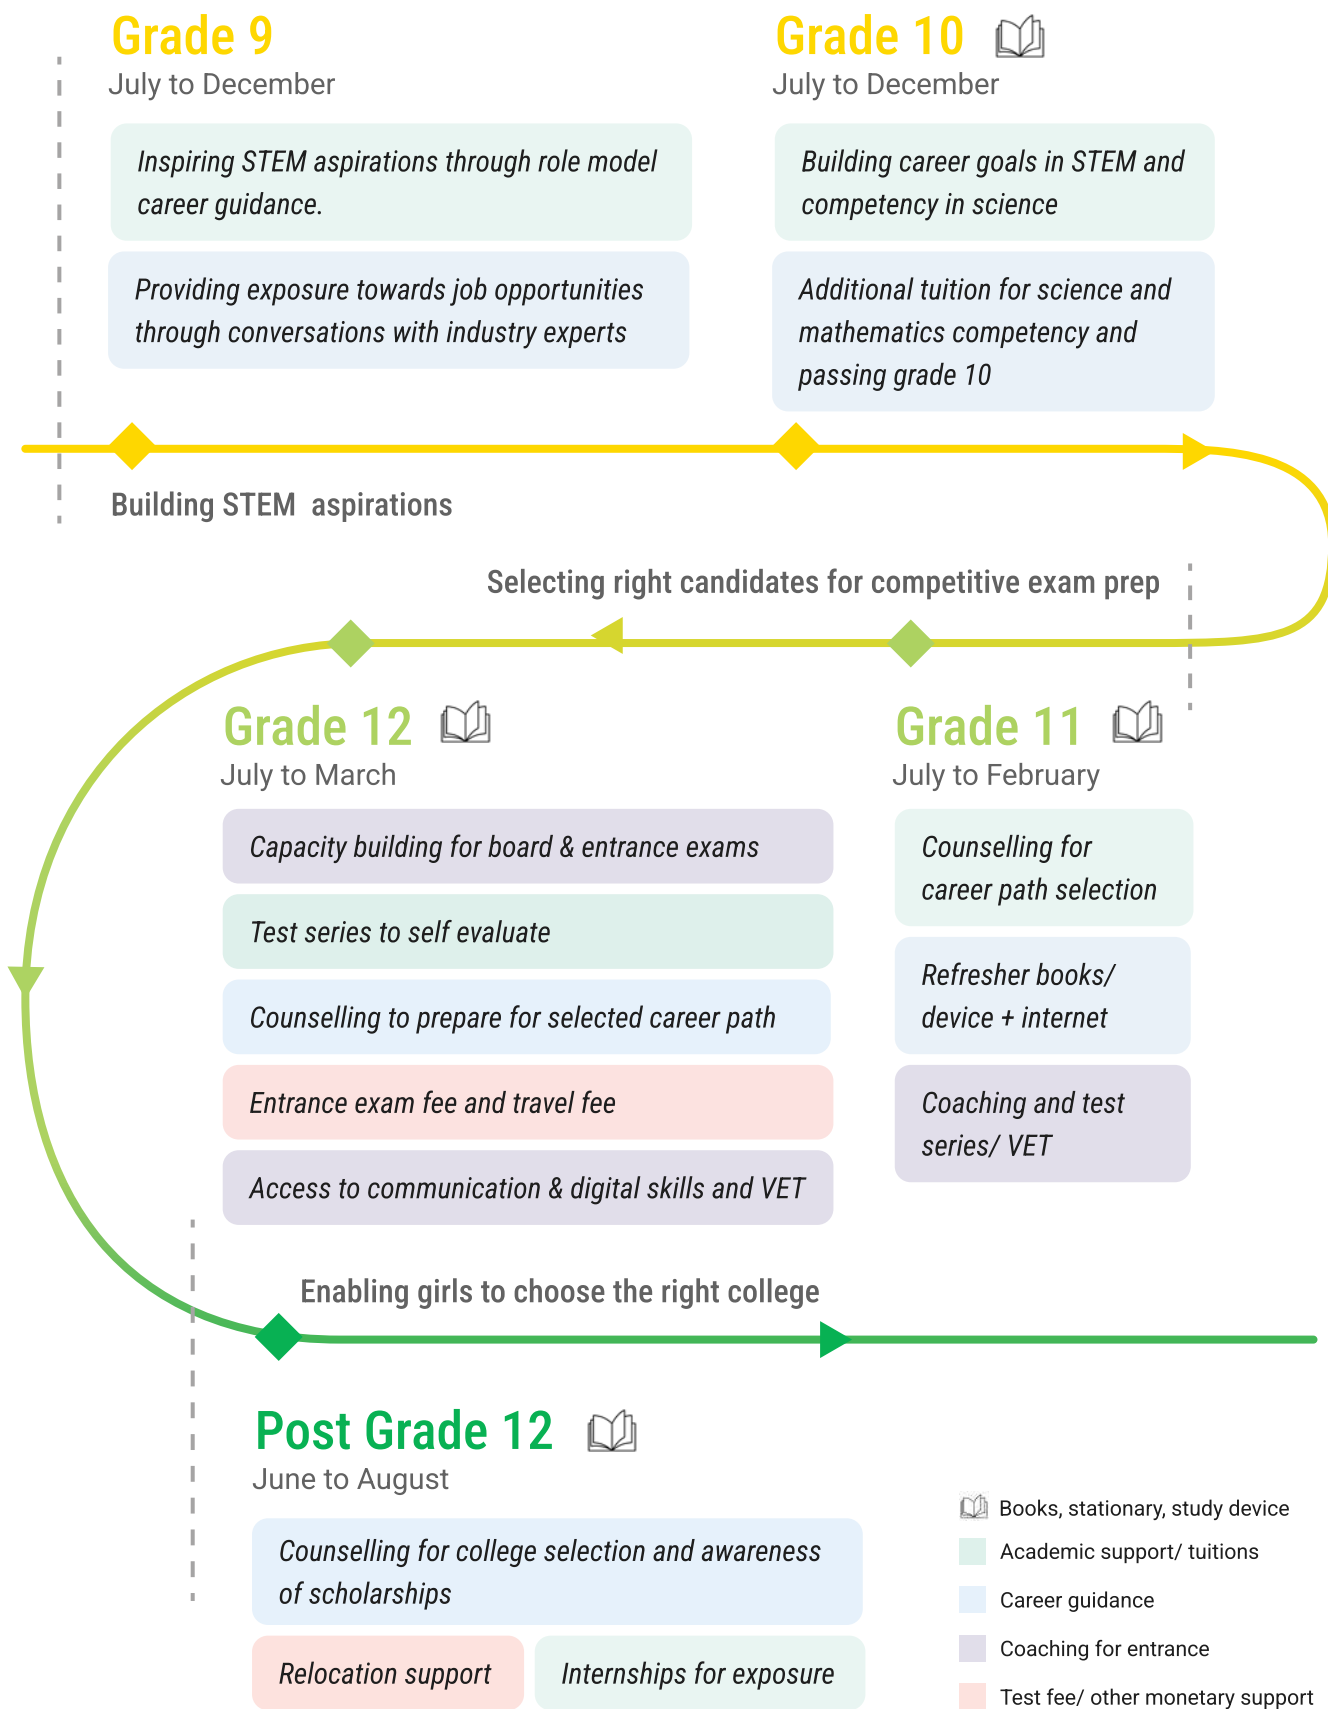 Grade 9
July to December
Inspiring STEM aspirations through role model
career guidance.
Providing exposure towards job opportunities
through conversations with industry experts
Grade 10
July to December
Building career goals in STEM and
competency in science
Additional tuition for science and
mathematics competency and
passing grade 10
Building STEM aspirations
Selecting right candidates for competitive exam prep
Grade 12
July to March
Capacity building for board & entrance exams
Test series to self evaluate
Counselling to prepare for selected career path
Entrance exam fee and travel fee
Access to communication & digital skills and VET
Grade 11
July to February
Counselling for
career path selection
Refresher books/
device + internet
Coaching and test
series/ VET
Enabling girls to choose the right college
Post Grade 12
June to August
Counselling for college selection and awareness
of scholarships
Relocation support
Internships for exposure
Books, stationary, study device
Academic support/ tuitions
Career guidance
Coaching for entrance
Test fee/ other monetary support